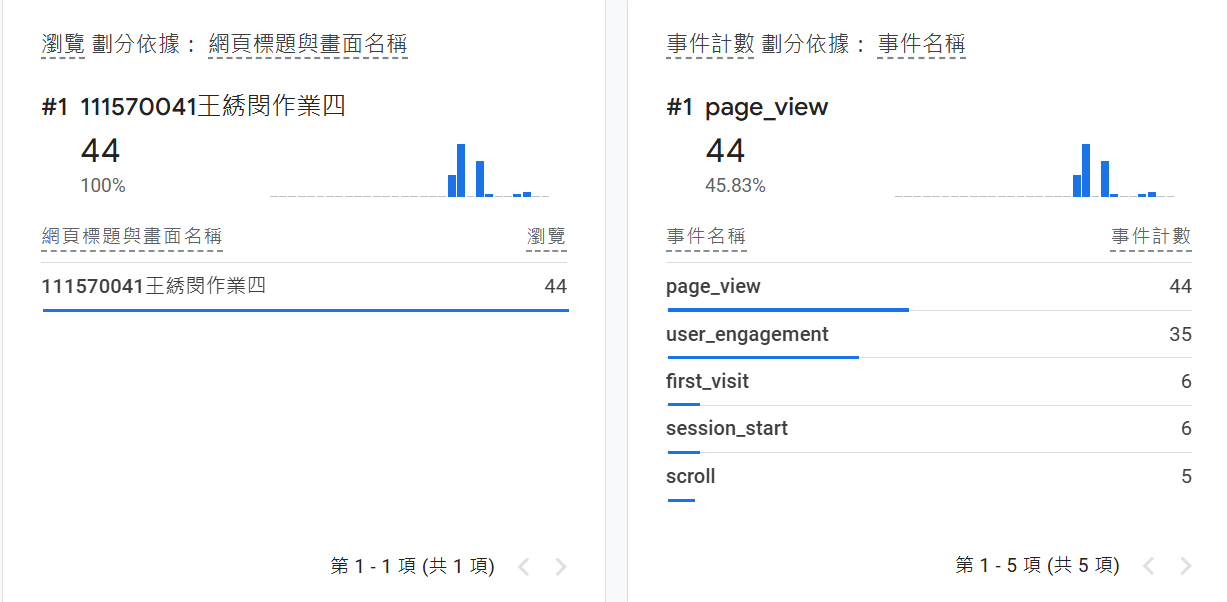 瀏覽 劃分依據： 網頁標題與畫面名稱
#1 111570041王綉閔作業四
44
100%
網頁標題與畫面名稱 瀏覽
111570041王綉閔作業四 44
第 1 - 1 項 (共 1 項)
事件計數 劃分依據： 事件名稱
#1 page_view
44
45.83%
事件名稱 事件計數
page_view 44
user_engagement 35
first_visit 6
session_start 6
scroll 5
第 1 - 5 項 (共 5 項)